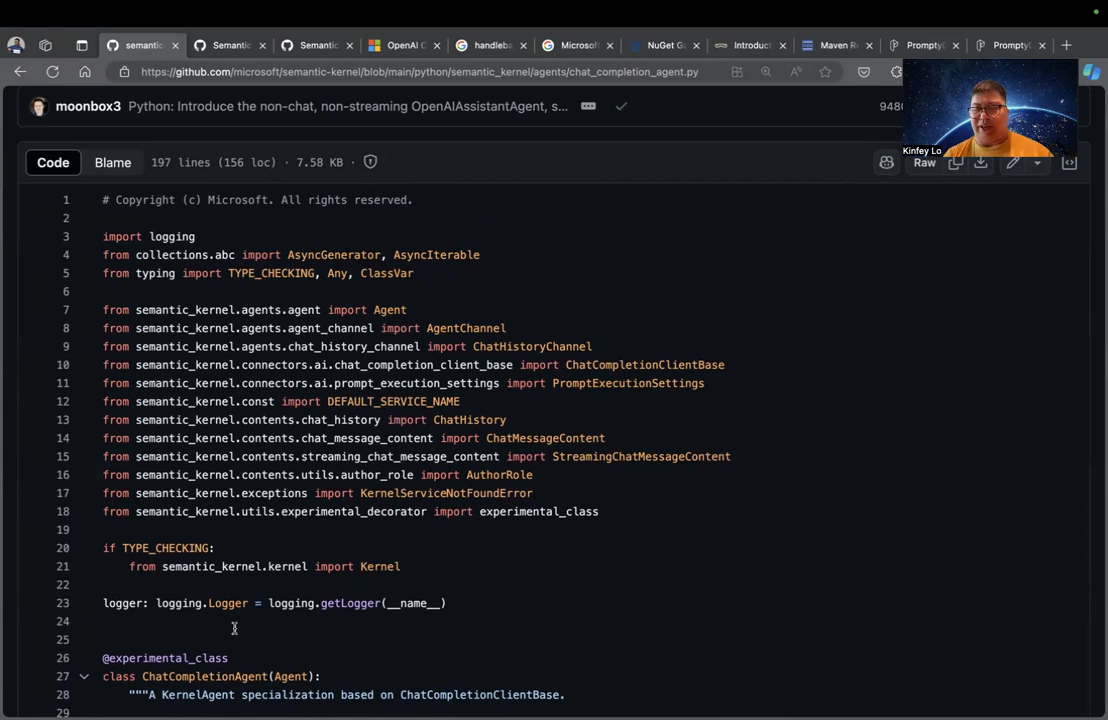 semantic
Semantic
Semantic
OpenAI C
handleba
Microsof
NuGet Ga
Introduct
Maven Re
PromptyD
PromptyD
https://github.com/microsoft/semantic-kernel/blob/main/python/semantic_kernel/agents/chat_completion_agent.py
moonbox3 Python: Introduce the non-chat, non-streaming OpenAIAssistantAgent, s...
Kinfey Lo
Code Blame 197 lines (156 loc) · 7.58 KB
Raw
1 # Copyright (c) Microsoft. All rights reserved.
2
3 import logging
4 from collections.abc import AsyncGenerator, AsyncIterable
5 from typing import TYPE_CHECKING, Any, ClassVar
6
7 from semantic_kernel.agents.agent import Agent
8 from semantic_kernel.agents.agent_channel import AgentChannel
9 from semantic_kernel.agents.chat_history_channel import ChatHistoryChannel
10 from semantic_kernel.connectors.ai.chat_completion_client_base import ChatCompletionClientBase
11 from semantic_kernel.connectors.ai.prompt_execution_settings import PromptExecutionSettings
12 from semantic_kernel.const import DEFAULT_SERVICE_NAME
13 from semantic_kernel.contents.chat_history import ChatHistory
14 from semantic_kernel.contents.chat_message_content import ChatMessageContent
15 from semantic_kernel.contents.streaming_chat_message_content import StreamingChatMessageContent
16 from semantic_kernel.contents.utils.author_role import AuthorRole
17 from semantic_kernel.exceptions import KernelServiceNotFoundError
18 from semantic_kernel.utils.experimental_decorator import experimental_class
19
20 if TYPE_CHECKING:
21 from semantic_kernel.kernel import Kernel
22
23 logger: logging.Logger = logging.getLogger(__name__)
24
25
26 @experimental_class
27 class ChatCompletionAgent(Agent):
28 """A KernelAgent specialization based on ChatCompletionClientBase.
29